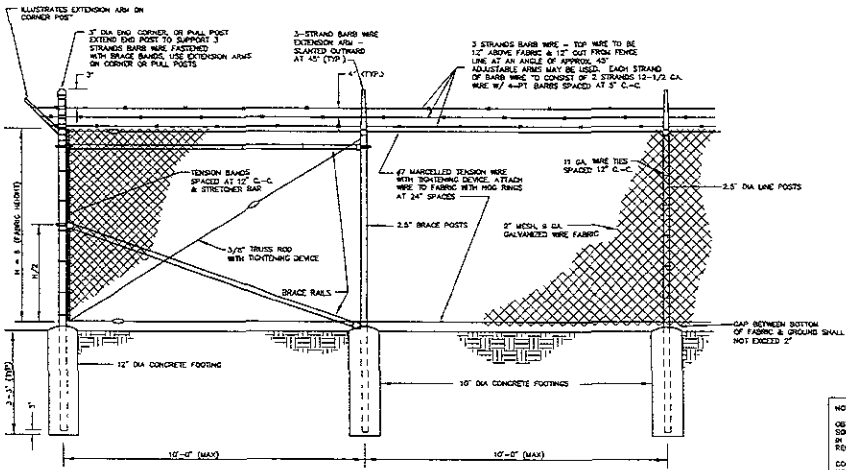 ILLUSTRATES EXTENSION ARM ON
CORNER POST
3" DIA END CORNER, OR PULL POST
EXTEND END POST TO SUPPORT 3
STRANDS BARB WIRE FASTENED
WITH BRACE BANDS, USE EXTENSION ARMS
ON CORNER OR PULL POSTS
3"
3-STRAND BARB WIRE
EXTENSION ARM -
SLANTED OUTWARD
AT 45° (TYP.)
4" (TYP.)
3 STRANDS BARB WIRE - TOP WIRE TO BE
12" ABOVE FABRIC & 12" OUT FROM FENCE
LINE AT AN ANGLE OF APPROX. 45°
ADJUSTABLE ARMS MAY BE USED. EACH STRAND
OF BARB WIRE TO CONSIST OF 2 STRANDS 12-1/2 GA.
WIRE W/ 4-PT. BARBS SPACED AT 5" C.-C.
TENSION BANDS
SPACED AT 12" C.-C.
& STRETCHER BAR
#7 MARCELLED TENSION WIRE
WITH TIGHTENING DEVICE, ATTACH
WIRE TO FABRIC WITH HOG RINGS
AT 24" SPACES
11 GA. WIRE TIES
SPACED 12" C.-C.
2.5" DIA LINE POSTS
(FABRIC HEIGHT)
H/2
2.5" BRACE POSTS
2" MESH, 9 GA.
GALVANIZED WIRE FABRIC
3/8" TRUSS ROD
WITH TIGHTENING DEVICE
BRACE RAILS
GAP BETWEEN BOTTOM
OF FABRIC & GROUND SHALL
NOT EXCEED 2"
12" DIA CONCRETE FOOTING
10" DIA CONCRETE FOOTINGS
(TYP)
3"
10'-0" (MAX)
10'-0" (MAX)